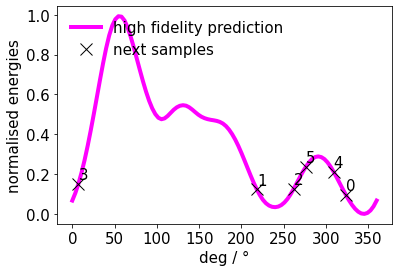 1.0
0.8
0.6
0.4
0.2
0.0
normalised energies
high fidelity prediction
next samples
3
1
2
5
4
0
0 50 100 150 200 250 300 350
deg / °